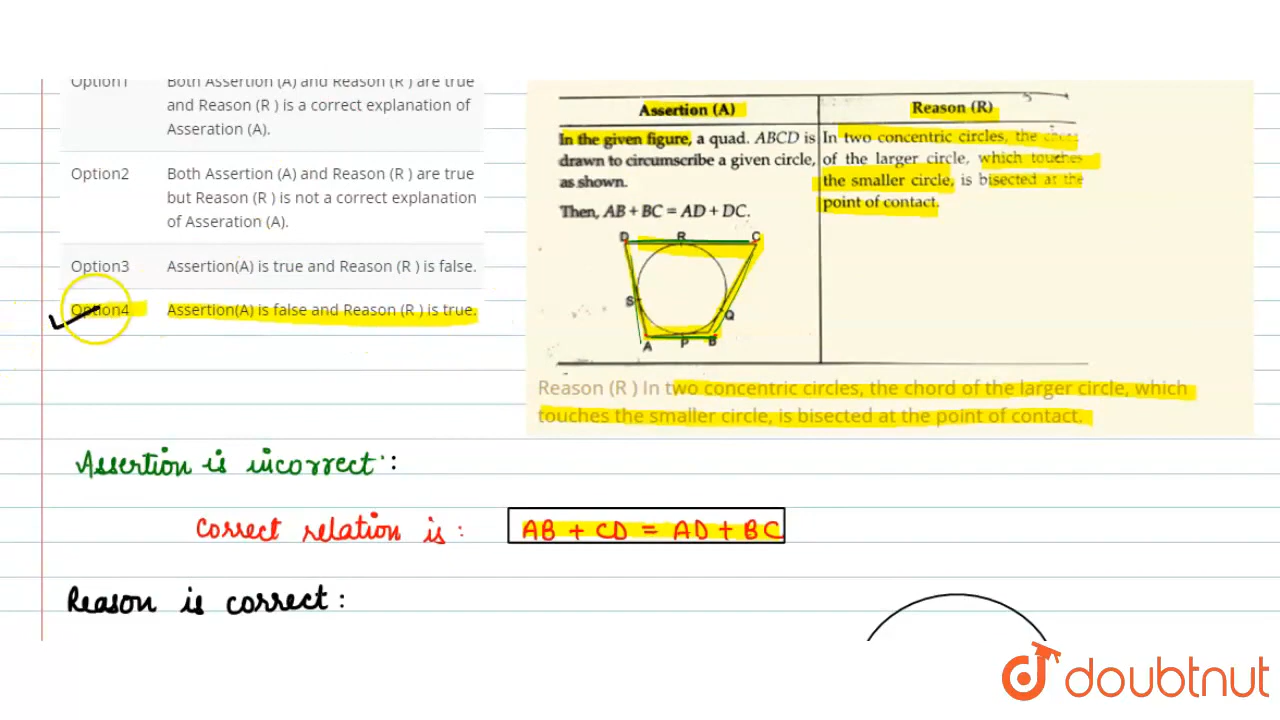 Option1 Both Assertion (A) and Reason (R ) are true
and Reason (R ) is a correct explanation of
Asseration (A).
Option2 Both Assertion (A) and Reason (R ) are true
but Reason (R ) is not a correct explanation
of Asseration (A).
Option3 Assertion(A) is true and Reason (R ) is false.
Option4 Assertion(A) is false and Reason (R ) is true.
Assertion (A)
In the given figure, a quad. ABCD is
drawn to circumscribe a given circle,
as shown.
Then, AB + BC = AD + DC.
D R C
S
Q
A P B
Reason (R)
In two concentric circles, the
of the larger circle, which touches
the smaller circle, is bisected at the
point of contact.
Reason (R ) In two concentric circles, the chord of the larger circle, which
touches the smaller circle, is bisected at the point of contact.
Assertion is incorrect :
Correct relation is : AB + CD = AD + BC
Reason is correct :
doubtnut